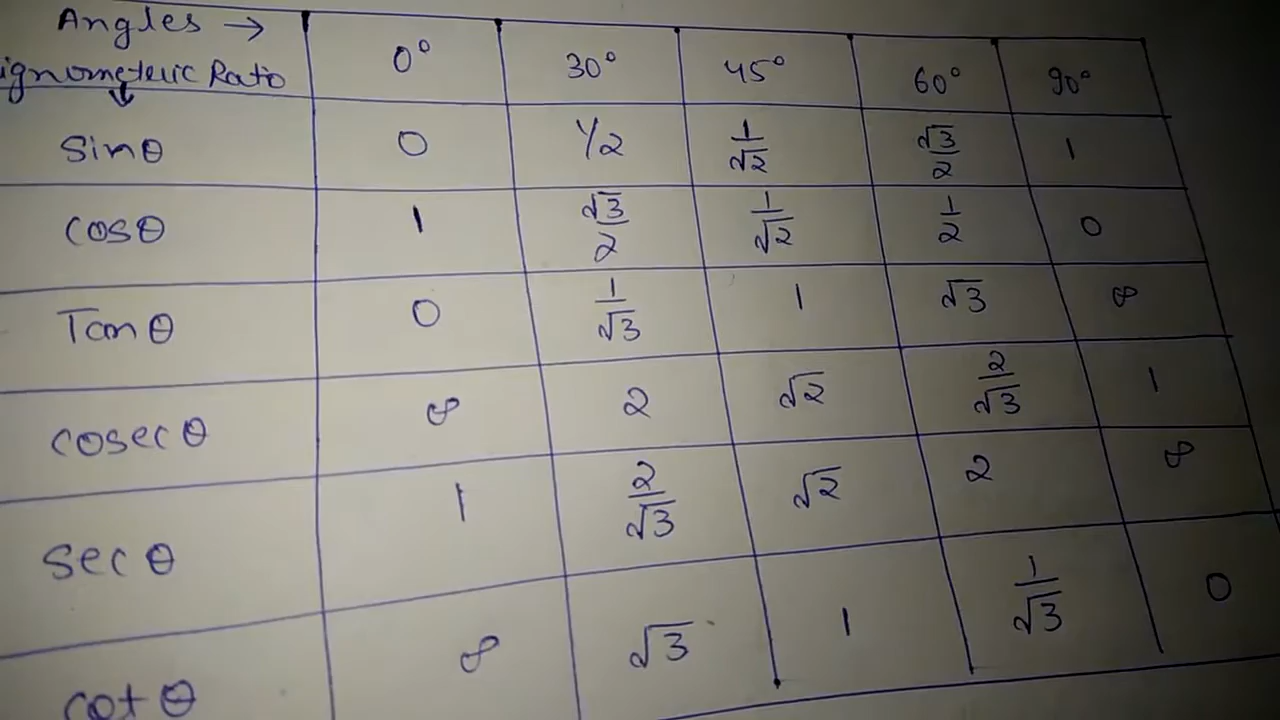 Angles →
ignometeric Ratio ↓ 0° 30° 45° 60° 90°
sinθ 0 1/2 1/√2 √3/2 1
cosθ 1 √3/2 1/√2 1/2 0
Tanθ 0 1/√3 1 √3 ∞
cosecθ ∞ 2 √2 2/√3 1
secθ 1 2/√3 √2 2 ∞
cotθ ∞ √3 1 1/√3 0